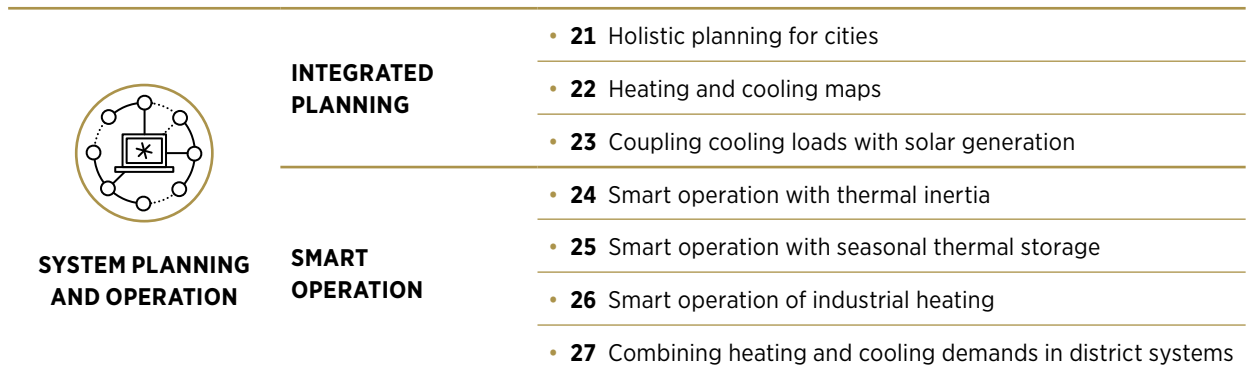 SYSTEM PLANNING
AND OPERATION
INTEGRATED
PLANNING
• 21 Holistic planning for cities
• 22 Heating and cooling maps
• 23 Coupling cooling loads with solar generation
SMART
OPERATION
• 24 Smart operation with thermal inertia
• 25 Smart operation with seasonal thermal storage
• 26 Smart operation of industrial heating
• 27 Combining heating and cooling demands in district systems